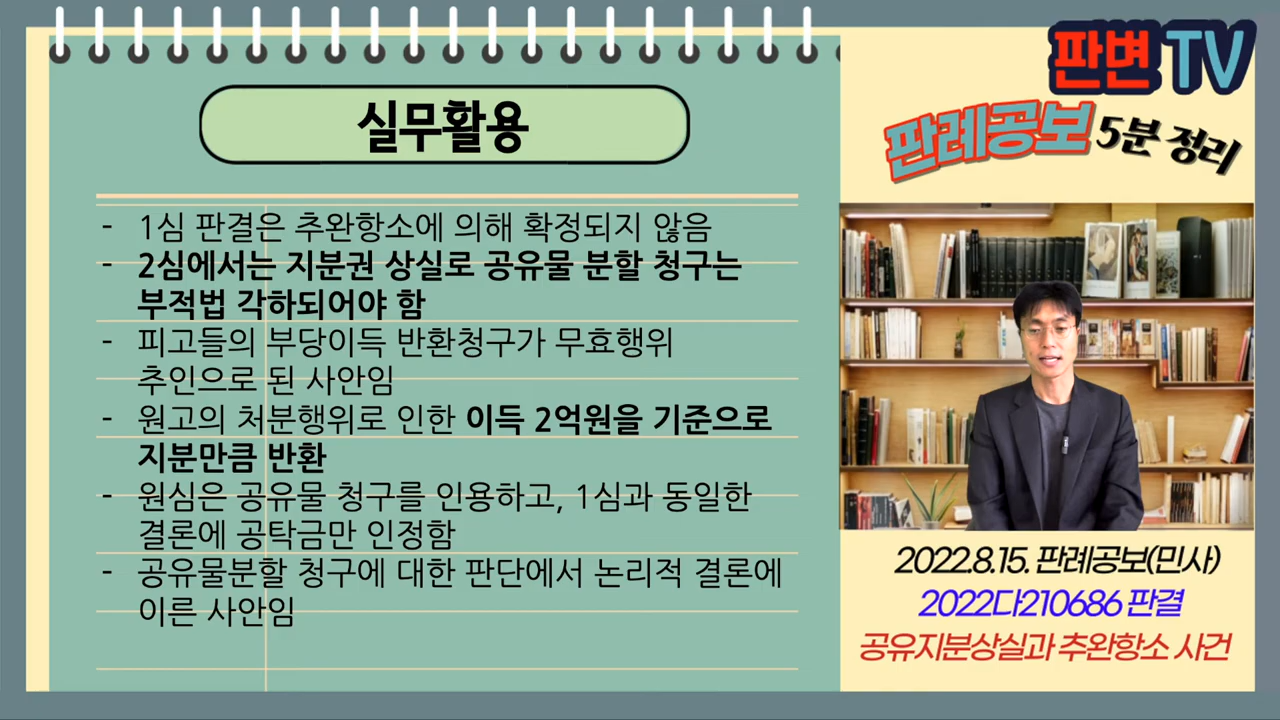 실무활용
- 1심 판결은 추완항소에 의해 확정되지 않음
- 2심에서는 지분권 상실로 공유물 분할 청구는
부적법 각하되어야 함
- 피고들의 부당이득 반환청구가 무효행위
추인으로 된 사안임
- 원고의 처분행위로 인한 이득 2억원을 기준으로
지분만큼 반환
- 원심은 공유물 청구를 인용하고, 1심과 동일한
결론에 공탁금만 인정함
- 공유물분할 청구에 대한 판단에서 논리적 결론에
이른 사안임
판변 TV
판례공보 5분 정리
2022.8.15. 판례공보(민사)
2022다210686 판결
공유지분상실과 추완항소 사건